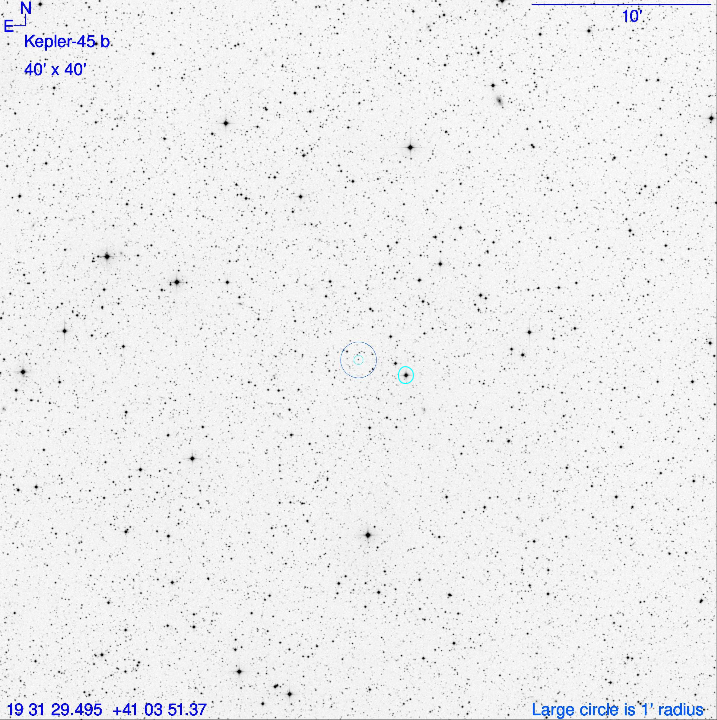 N
10'
E
Kepler-45 b
40' x 40'
19 31 29.495 +41 03 51.37
Large circle is 1' radius